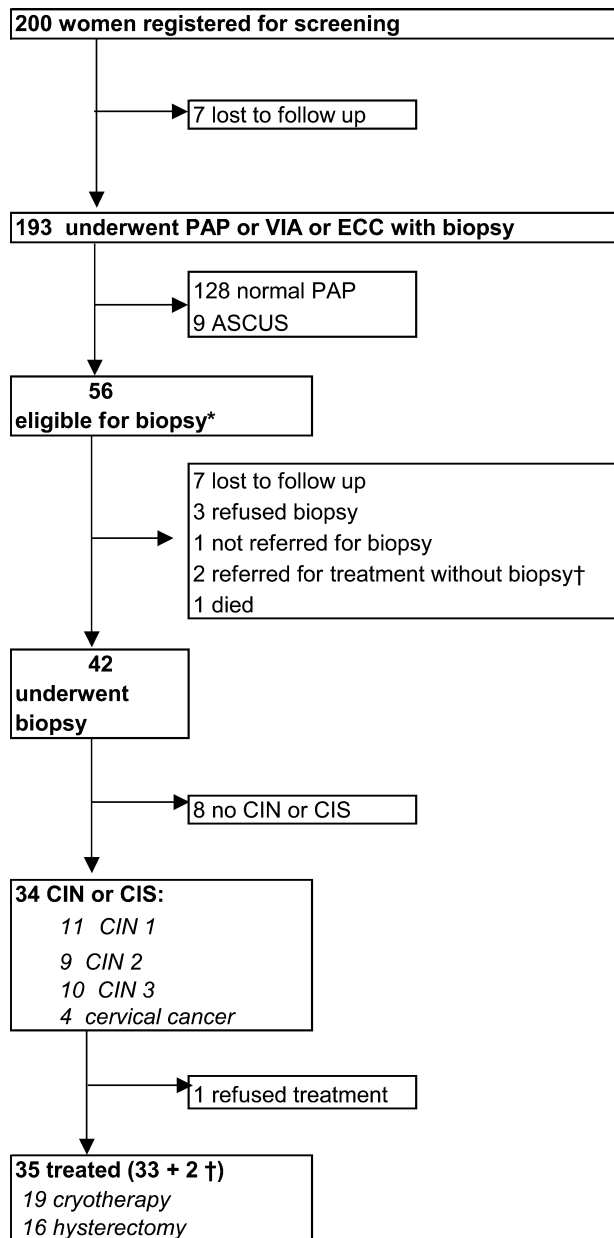 200 women registered for screening
7 lost to follow up
193 underwent PAP or VIA or ECC with biopsy
128 normal PAP
9 ASCUS
56
eligible for biopsy*
7 lost to follow up
3 refused biopsy
1 not referred for biopsy
2 referred for treatment without biopsy†
1 died
42
underwent
biopsy
8 no CIN or CIS
34 CIN or CIS:
11 CIN 1
9 CIN 2
10 CIN 3
4 cervical cancer
1 refused treatment
35 treated (33 + 2 †)
19 cryotherapy
16 hysterectomy